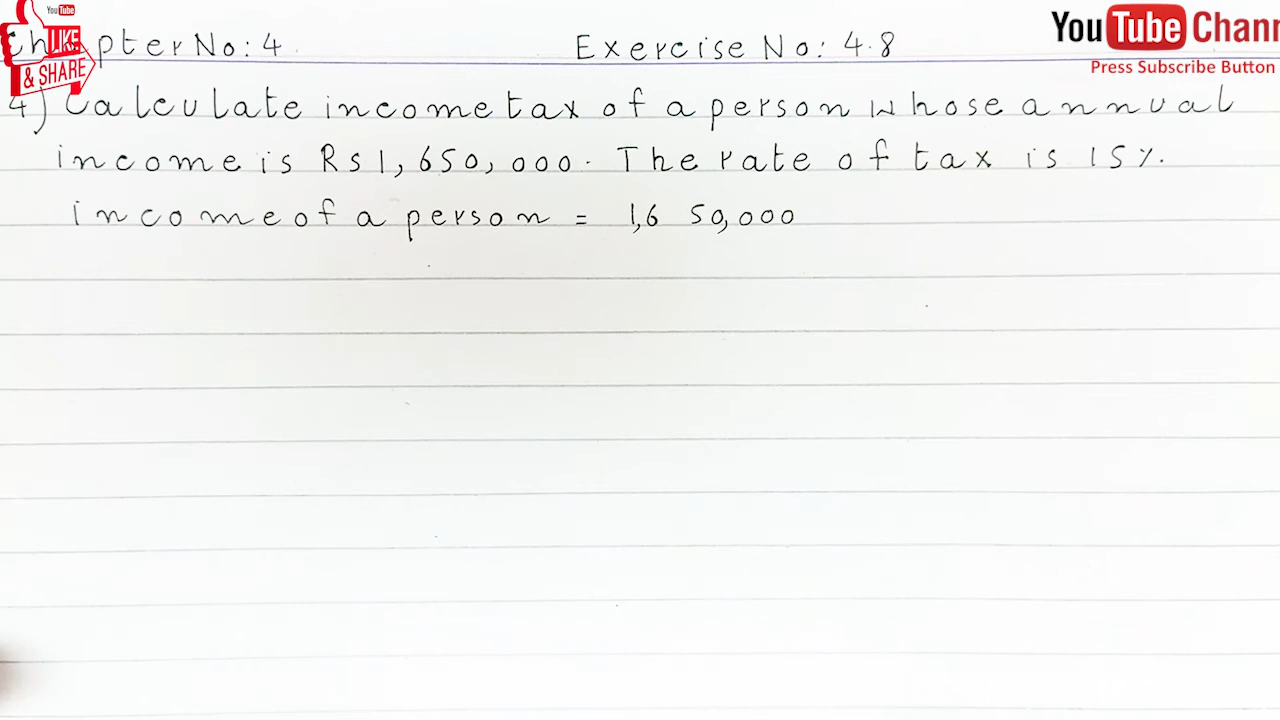 YouTube
LIKE
& SHARE
Chapter No: 4. Exercise No: 4.8
YouTube Chann
Press Subscribe Button
4) Calculate income tax of a person whose annual
income is Rs 1,650,000. The rate of tax is 15%.
income of a person = 1,650,000